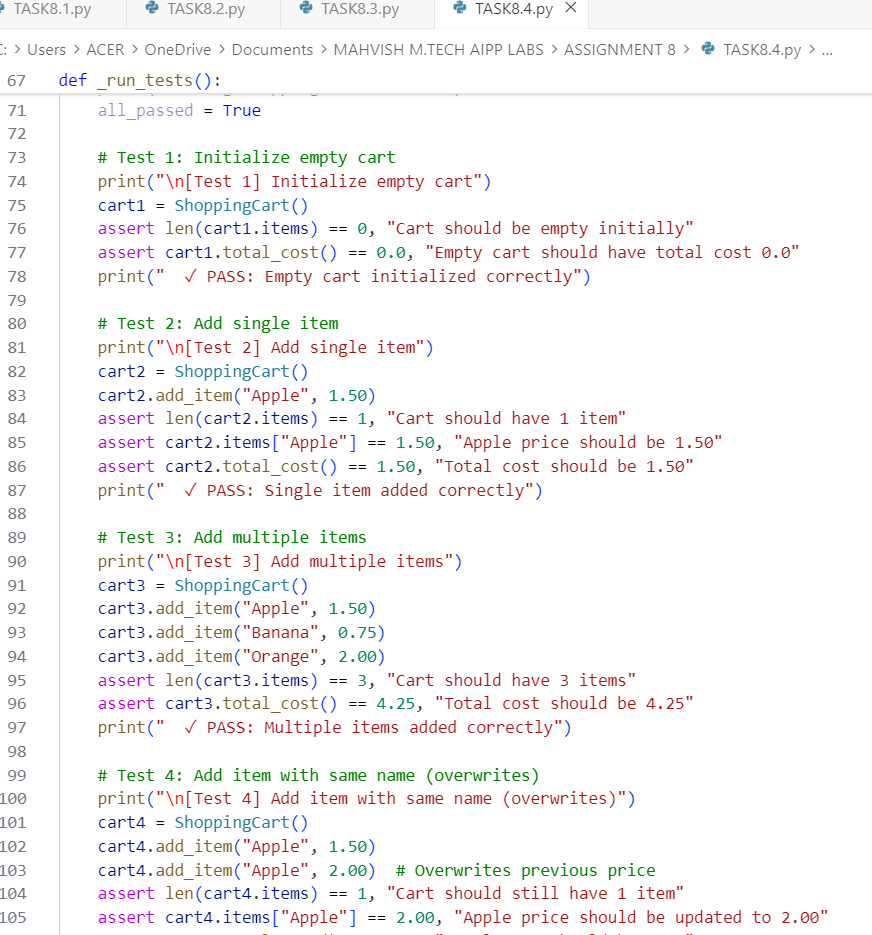 TASK8.1.py TASK8.2.py TASK8.3.py TASK8.4.py ×
C: > Users > ACER > OneDrive > Documents > MAHVISH M.TECH AIPP LABS > ASSIGNMENT 8 > TASK8.4.py > ...
67 def _run_tests():
71     all_passed = True
72
73     # Test 1: Initialize empty cart
74     print("\n[Test 1] Initialize empty cart")
75     cart1 = ShoppingCart()
76     assert len(cart1.items) == 0, "Cart should be empty initially"
77     assert cart1.total_cost() == 0.0, "Empty cart should have total cost 0.0"
78     print("  ✓ PASS: Empty cart initialized correctly")
79
80     # Test 2: Add single item
81     print("\n[Test 2] Add single item")
82     cart2 = ShoppingCart()
83     cart2.add_item("Apple", 1.50)
84     assert len(cart2.items) == 1, "Cart should have 1 item"
85     assert cart2.items["Apple"] == 1.50, "Apple price should be 1.50"
86     assert cart2.total_cost() == 1.50, "Total cost should be 1.50"
87     print("  ✓ PASS: Single item added correctly")
88
89     # Test 3: Add multiple items
90     print("\n[Test 3] Add multiple items")
91     cart3 = ShoppingCart()
92     cart3.add_item("Apple", 1.50)
93     cart3.add_item("Banana", 0.75)
94     cart3.add_item("Orange", 2.00)
95     assert len(cart3.items) == 3, "Cart should have 3 items"
96     assert cart3.total_cost() == 4.25, "Total cost should be 4.25"
97     print("  ✓ PASS: Multiple items added correctly")
98
99     # Test 4: Add item with same name (overwrites)
100     print("\n[Test 4] Add item with same name (overwrites)")
101     cart4 = ShoppingCart()
102     cart4.add_item("Apple", 1.50)
103     cart4.add_item("Apple", 2.00)  # Overwrites previous price
104     assert len(cart4.items) == 1, "Cart should still have 1 item"
105     assert cart4.items["Apple"] == 2.00, "Apple price should be updated to 2.00"